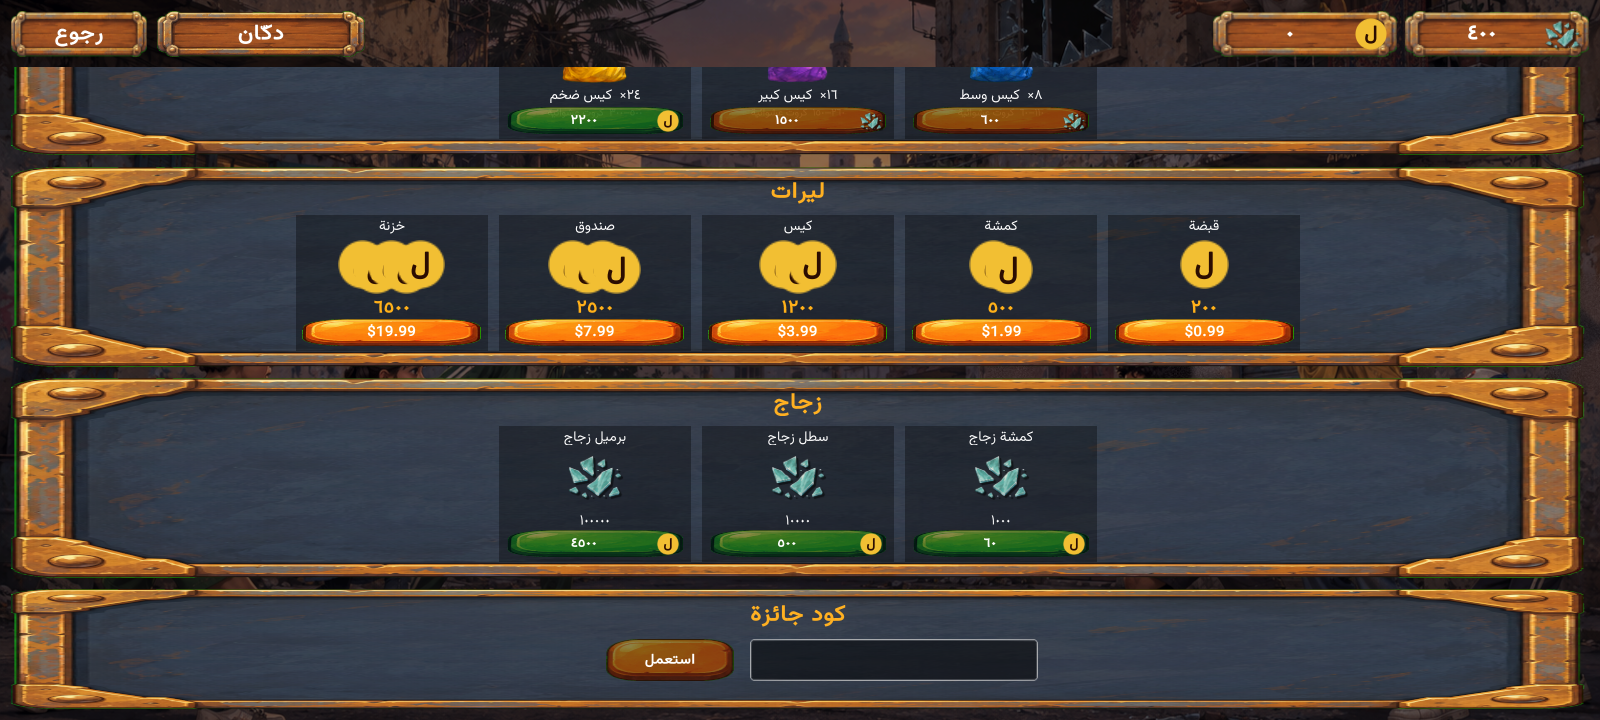 رجوع
دكان
٠ ل
٤٠٠
٨× كيس وسط
١٦× كيس كبير
٢٤× كيس ضخم
٦٠٠
١٥٠٠
٢٢٠٠ ل
ليرات
قبضة
كمشة
كيس
صندوق
خزنة
ل
ل
ل
ل
ل
٢٠٠
٥٠٠
١٢٠٠
٢٥٠٠
٦٥٠٠
$0.99
$1.99
$3.99
$7.99
$19.99
زجاج
كمشة زجاج
سطل زجاج
برميل زجاج
١٠٠٠
١٠٠٠٠
١٠٠٠٠٠
٦٠ ل
٥٠٠ ل
٤٥٠٠ ل
كود جائزة
استعمل